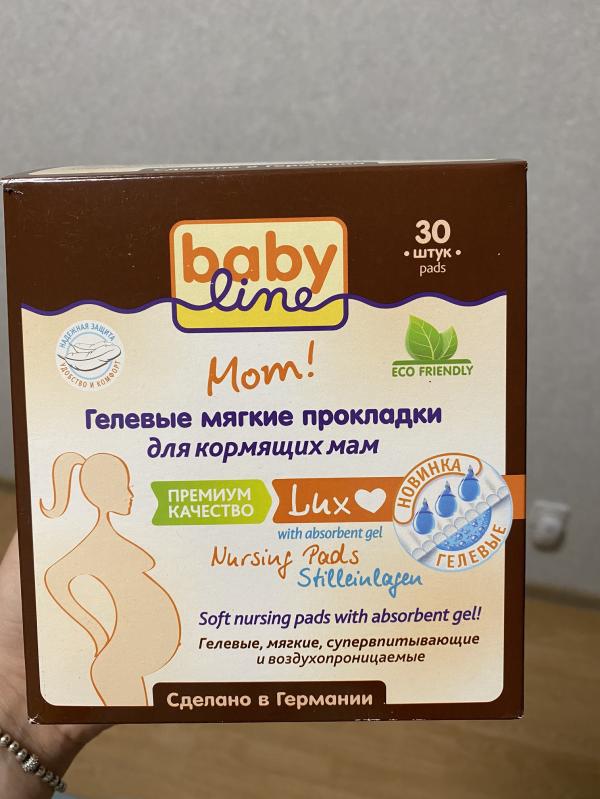 Сделано в Германии
baby
line
30
• штук •
pads
НАДЕЖНАЯ ЗАЩИТА
УДОБСТВО И КОМФОРТ
Mom!
ECO FRIENDLY
Гелевые мягкие прокладки
для кормящих мам
ПРЕМИУМ
КАЧЕСТВО
Lux
НОВИНКА
ГЕЛЕВЫЕ
with absorbent gel
Nursing Pads
Stilleinlagen
Soft nursing pads with absorbent gel!
Гелевые, мягкие, супервпитывающие
и воздухопроницаемые
Сделано в Германии